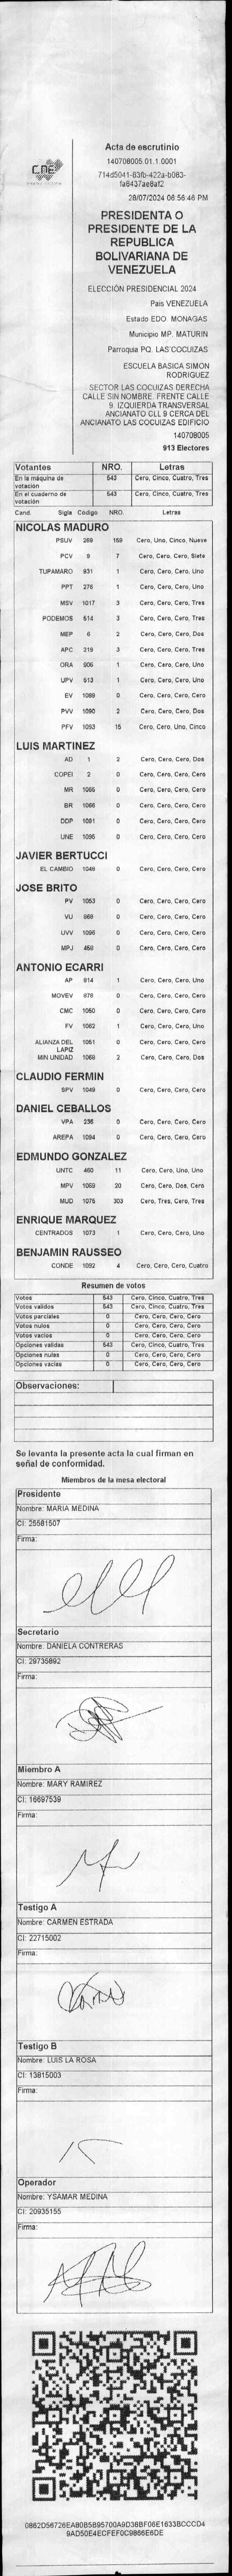 CNE
Acta de escrutinio
140708005.01.1.0001
714d5041-83fb-422a-b083-
fa8437ae8af2
28/07/2024 06:56:46 PM
PRESIDENTA O
PRESIDENTE DE LA
REPUBLICA
BOLIVARIANA DE
VENEZUELA
ELECCIÓN PRESIDENCIAL 2024
País VENEZUELA
Estado EDO. MONAGAS
Municipio MP. MATURIN
Parroquia PQ. LAS COCUIZAS
ESCUELA BASICA SIMON
RODRIGUEZ
SECTOR LAS COCUIZAS DERECHA
CALLE SIN NOMBRE. FRENTE CALLE
9. IZQUIERDA TRANSVERSAL
ANCIANATO CLL 9 CERCA DEL
ANCIANATO LAS COCUIZAS EDIFICIO
140708005
913 Electores
Votantes NRO. Letras
En la máquina de votación 543 Cero, Cinco, Cuatro, Tres
En el cuaderno de votación 543 Cero, Cinco, Cuatro, Tres
Cand. Sigla Código NRO. Letras
NICOLAS MADURO
PSUV 269 159 Cero, Uno, Cinco, Nueve
PCV 9 7 Cero, Cero, Cero, Siete
TUPAMARO 931 1 Cero, Cero, Cero, Uno
PPT 276 1 Cero, Cero, Cero, Uno
MSV 1017 3 Cero, Cero, Cero, Tres
PODEMOS 514 3 Cero, Cero, Cero, Tres
MEP 6 2 Cero, Cero, Cero, Dos
APC 219 3 Cero, Cero, Cero, Tres
ORA 906 1 Cero, Cero, Cero, Uno
UPV 613 1 Cero, Cero, Cero, Uno
EV 1089 0 Cero, Cero, Cero, Cero
PVV 1090 2 Cero, Cero, Cero, Dos
PFV 1093 15 Cero, Cero, Uno, Cinco
LUIS MARTINEZ
AD 1 2 Cero, Cero, Cero, Dos
COPEI 2 0 Cero, Cero, Cero, Cero
MR 1065 0 Cero, Cero, Cero, Cero
BR 1066 0 Cero, Cero, Cero, Cero
DDP 1091 0 Cero, Cero, Cero, Cero
UNE 1095 0 Cero, Cero, Cero, Cero
JAVIER BERTUCCI
EL CAMBIO 1048 0 Cero, Cero, Cero, Cero
JOSE BRITO
PV 1053 0 Cero, Cero, Cero, Cero
VU 868 0 Cero, Cero, Cero, Cero
UVV 1096 0 Cero, Cero, Cero, Cero
MPJ 458 0 Cero, Cero, Cero, Cero
ANTONIO ECARRI
AP 814 1 Cero, Cero, Cero, Uno
MOVEV 878 0 Cero, Cero, Cero, Cero
CMC 1050 0 Cero, Cero, Cero, Cero
FV 1062 1 Cero, Cero, Cero, Uno
ALIANZA DEL LAPIZ 1051 0 Cero, Cero, Cero, Cero
MIN UNIDAD 1068 2 Cero, Cero, Cero, Dos
CLAUDIO FERMIN
SPV 1049 0 Cero, Cero, Cero, Cero
DANIEL CEBALLOS
VPA 236 0 Cero, Cero, Cero, Cero
AREPA 1094 0 Cero, Cero, Cero, Cero
EDMUNDO GONZALEZ
UNTC 460 11 Cero, Cero, Uno, Uno
MPV 1069 20 Cero, Cero, Dos, Cero
MUD 1075 303 Cero, Tres, Cero, Tres
ENRIQUE MARQUEZ
CENTRADOS 1073 1 Cero, Cero, Cero, Uno
BENJAMIN RAUSSEO
CONDE 1092 4 Cero, Cero, Cero, Cuatro
Resumen de votos
Votos 543 Cero, Cinco, Cuatro, Tres
Votos validos 543 Cero, Cinco, Cuatro, Tres
Votos parciales 0 Cero, Cero, Cero, Cero
Votos nulos 0 Cero, Cero, Cero, Cero
Votos vacios 0 Cero, Cero, Cero, Cero
Opciones validas 543 Cero, Cinco, Cuatro, Tres
Opciones nulas 0 Cero, Cero, Cero, Cero
Opciones vacias 0 Cero, Cero, Cero, Cero
Observaciones:
Se levanta la presente acta la cual firman en
señal de conformidad.
Miembros de la mesa electoral
Presidente
Nombre: MARIA MEDINA
CI: 25581507
Firma:
Secretario
Nombre: DANIELA CONTRERAS
CI: 29735892
Firma:
Miembro A
Nombre: MARY RAMIREZ
CI: 16697539
Firma:
Testigo A
Nombre: CARMEN ESTRADA
CI: 22715002
Firma:
Testigo B
Nombre: LUIS LA ROSA
CI: 13815003
Firma:
Operador
Nombre: YSAMAR MEDINA
CI: 20935155
Firma:
0862D56726EA80B5B95700A9D38BF06E1633BCCCD4
9AD50E4ECFEF0C9866E6DE